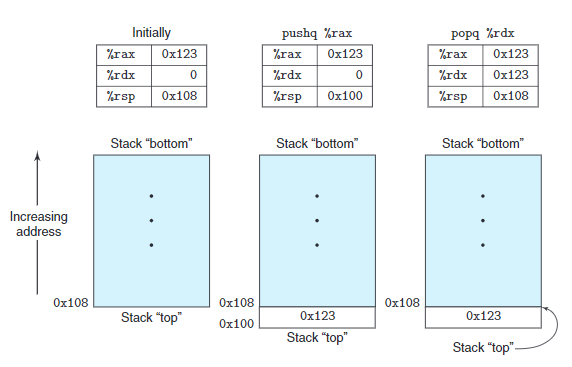 Initially
%rax 0x123
%rdx 0
%rsp 0x108
pushq %rax
%rax 0x123
%rdx 0
%rsp 0x100
popq %rdx
%rax 0x123
%rdx 0x123
%rsp 0x108
Increasing
address
Stack “bottom”
0x108
Stack “top”
Stack “bottom”
0x108
0x123
0x100
Stack “top”
Stack “bottom”
0x108
0x123
Stack “top”